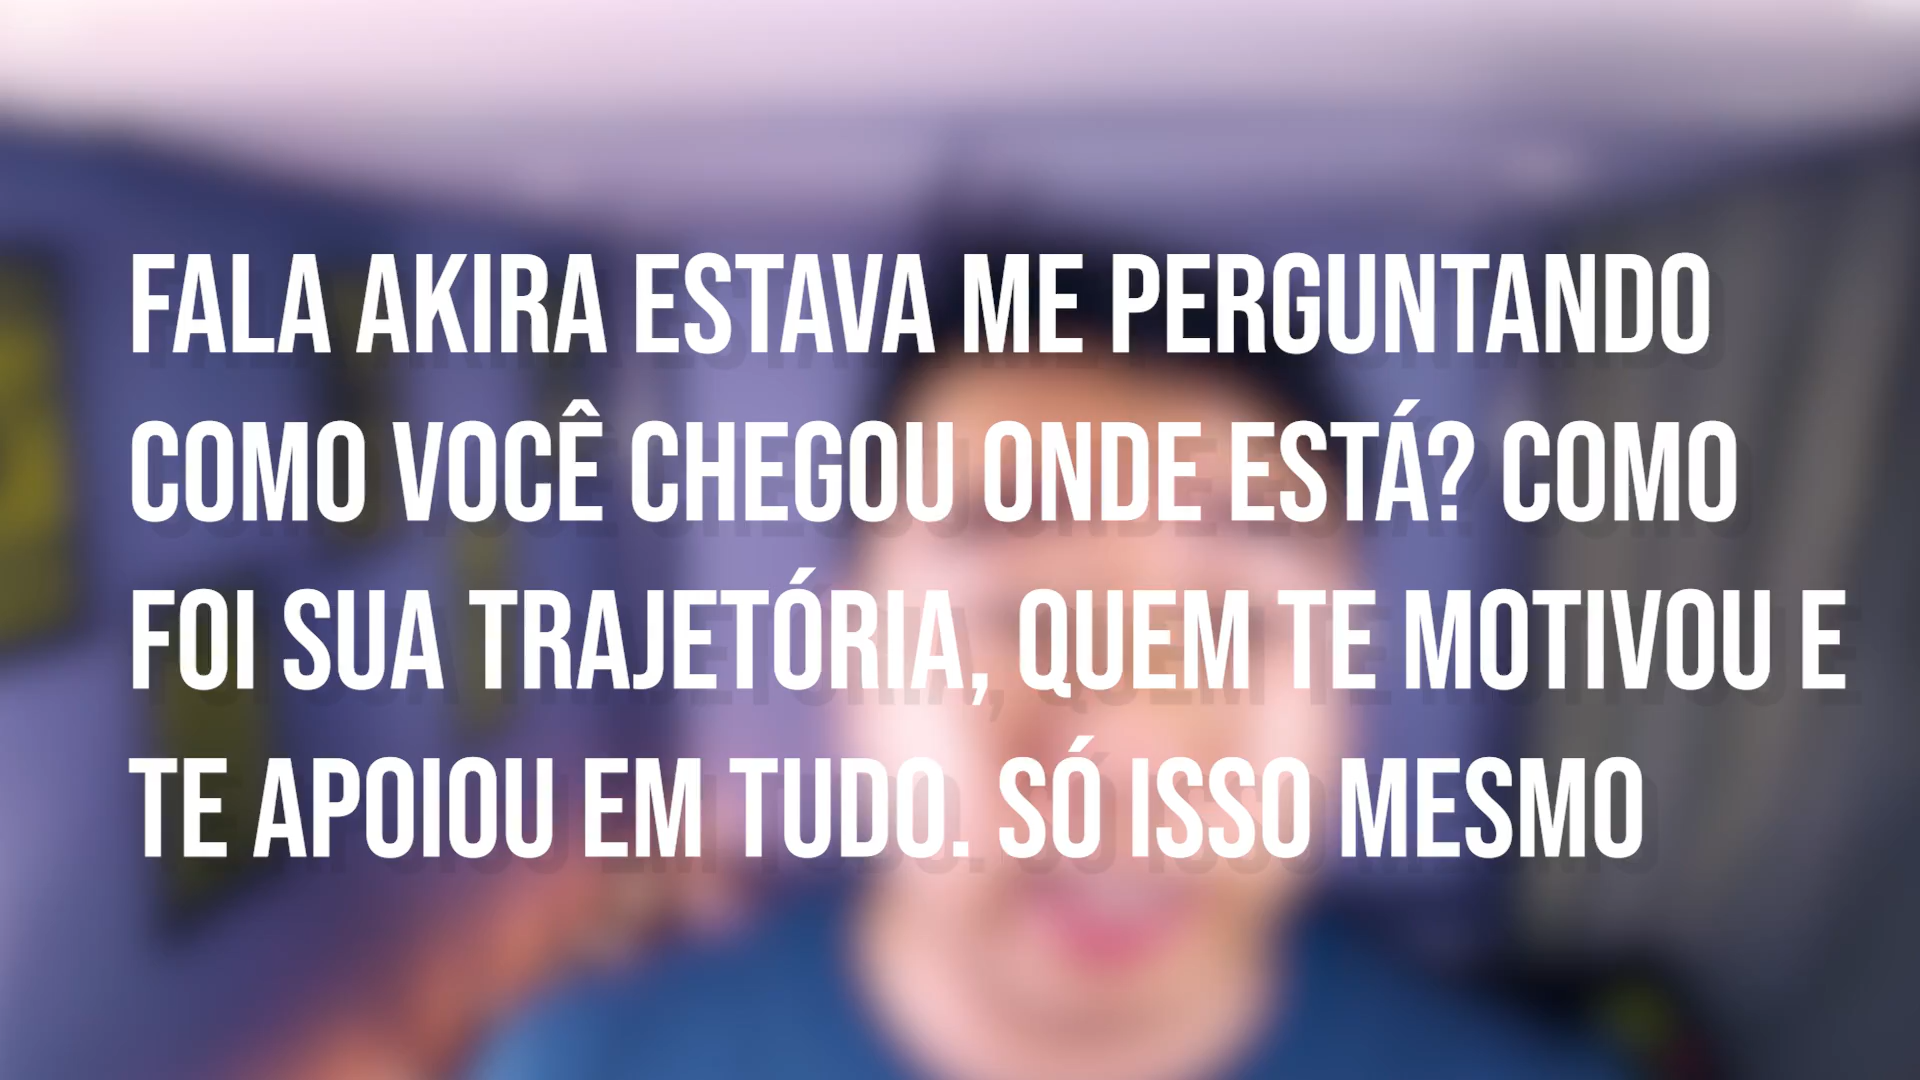 FALA AKIRA ESTAVA ME PERGUNTANDO
COMO VOCÊ CHEGOU ONDE ESTÁ? COMO
FOI SUA TRAJETÓRIA, QUEM TE MOTIVOU E
TE APOIOU EM TUDO. SÓ ISSO MESMO